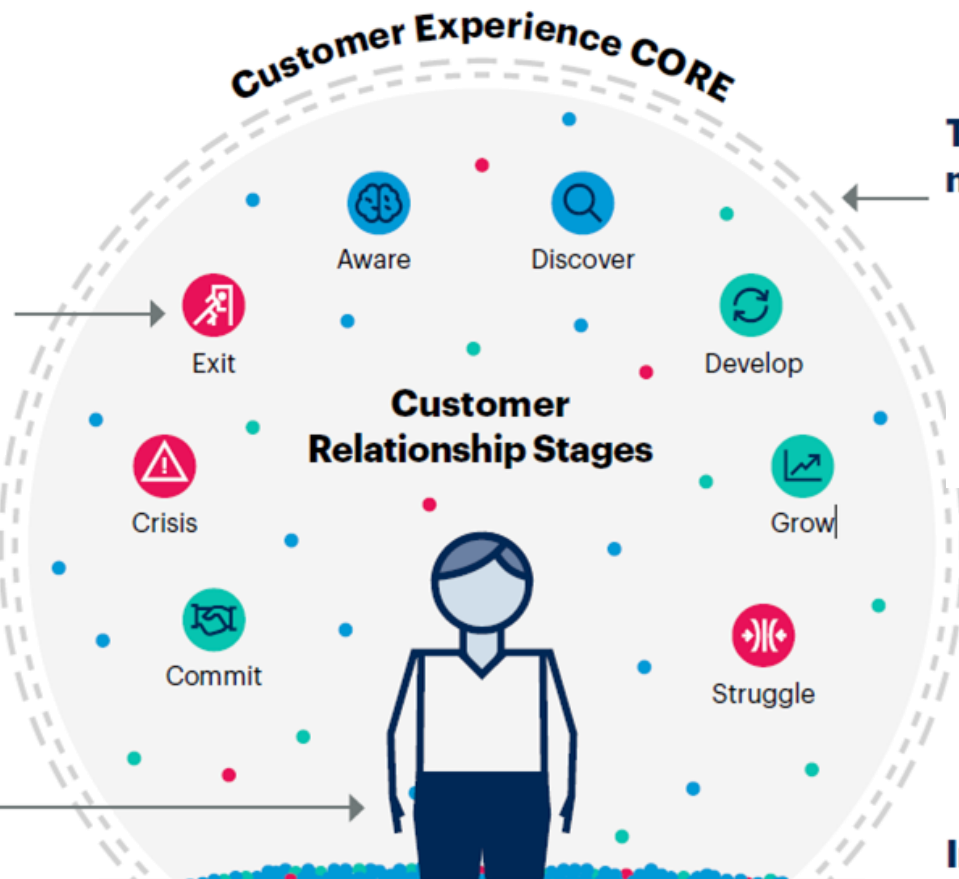 Customer Experience CORE
Aware
Discover
Exit
Develop
Customer
Relationship Stages
Crisis
Grow
Commit
Struggle